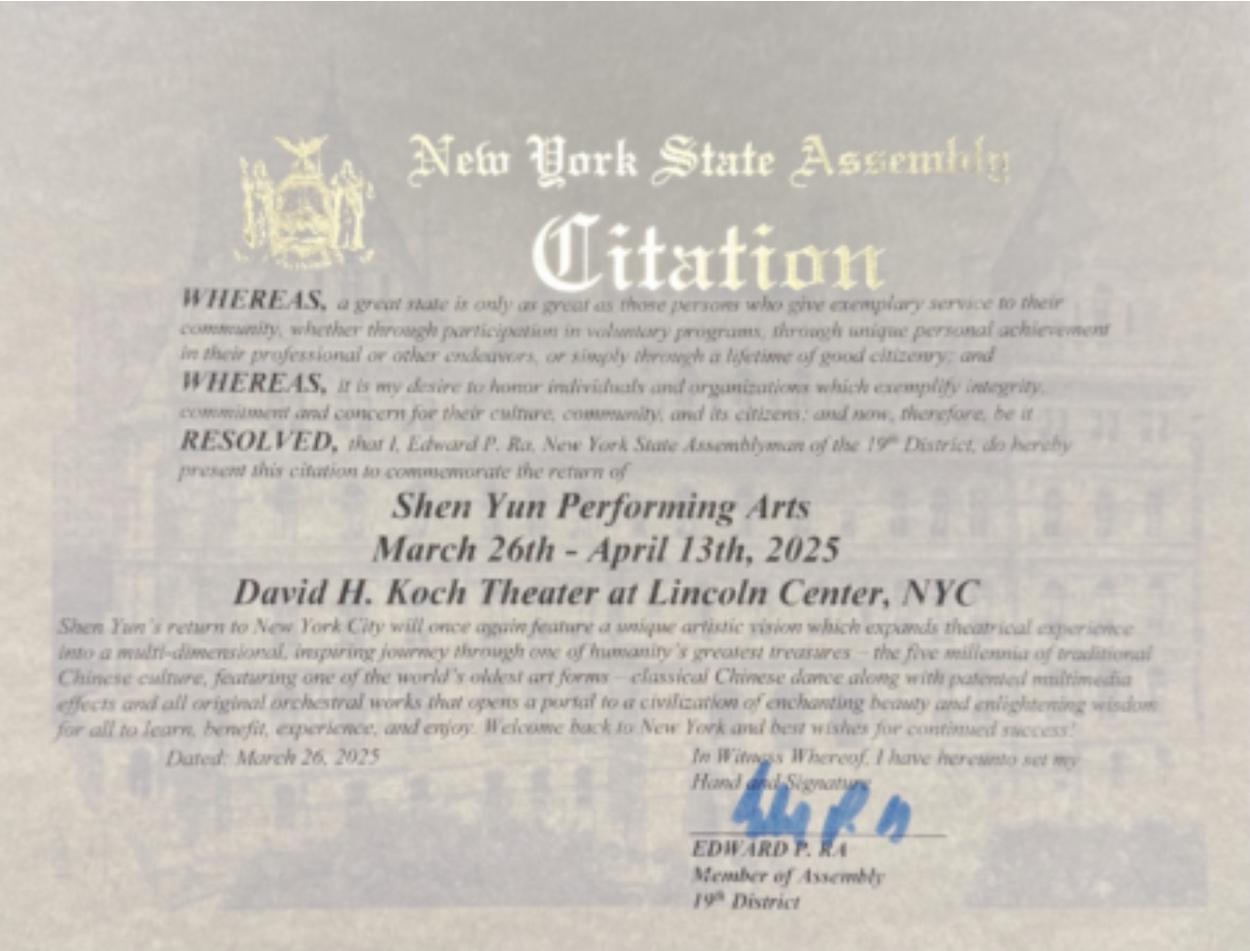 New York State Assembly
Citation
WHEREAS, a great state is only as great as those persons who give exemplary service to their
community, whether through participation in voluntary programs, through unique personal achievement
in their professional or other endeavors, or simply through a lifetime of good citizenry; and
WHEREAS, it is my desire to honor individuals and organizations which exemplify integrity,
commitment and concern for their culture, community, and its citizens; and now, therefore, be it
RESOLVED, that I, Edward P. Ra, New York State Assemblyman of the 19th District, do hereby
present this citation to commemorate the return of
Shen Yun Performing Arts
March 26th - April 13th, 2025
David H. Koch Theater at Lincoln Center, NYC
Shen Yun's return to New York City will once again feature a unique artistic vision which expands theatrical experience
into a multi-dimensional, inspiring journey through one of humanity's greatest treasures – the five millennia of traditional
Chinese culture, featuring one of the world's oldest art forms – classical Chinese dance along with patented multimedia
effects and all original orchestral works that opens a portal to a civilization of enchanting beauty and enlightening wisdom
for all to learn, benefit, experience, and enjoy. Welcome back to New York and best wishes for continued success!
Dated: March 26, 2025
In Witness Whereof, I have hereunto set my
Hand and Signature
EDWARD P. RA
Member of Assembly
19th District